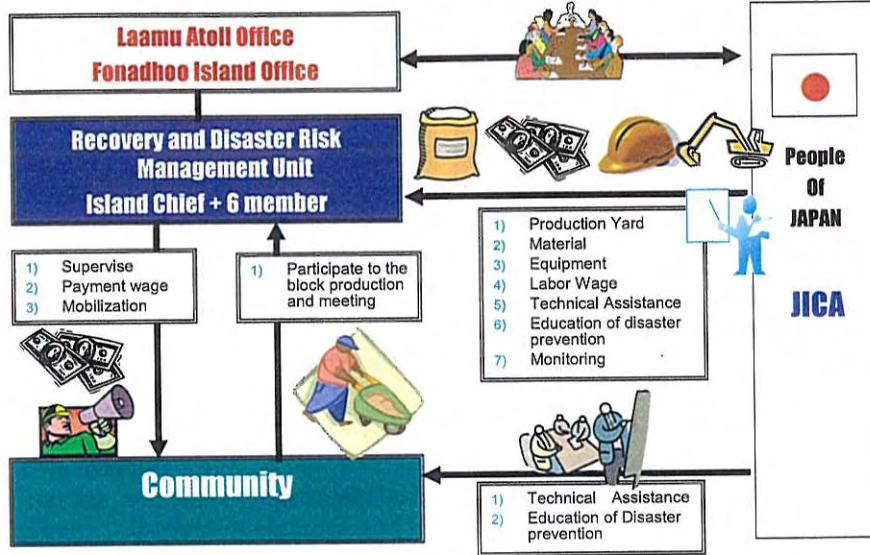 Laamu Atoll Office
Fonadhoo Island Office
Recovery and Disaster Risk
Management Unit
Island Chief + 6 member
People
Of
JAPAN
JICA
1) Supervise
2) Payment wage
3) Mobilization
1) Participate to the
block production
and meeting
1) Production Yard
2) Material
3) Equipment
4) Labor Wage
5) Technical Assistance
6) Education of disaster
prevention
7) Monitoring
Community
1) Technical Assistance
2) Education of Disaster
prevention